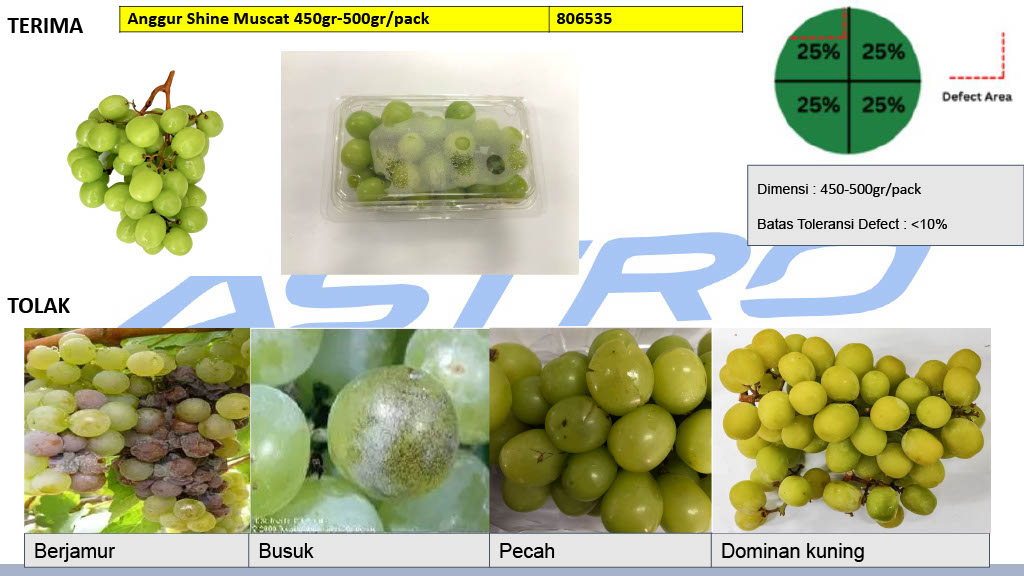 TERIMA
Anggur Shine Muscat 450gr-500gr/pack 806535
25% 25%
25% 25%
Defect Area
Dimensi : 450-500gr/pack
Batas Toleransi Defect : <10%
ASTRO
TOLAK
Berjamur Busuk Pecah Dominan kuning